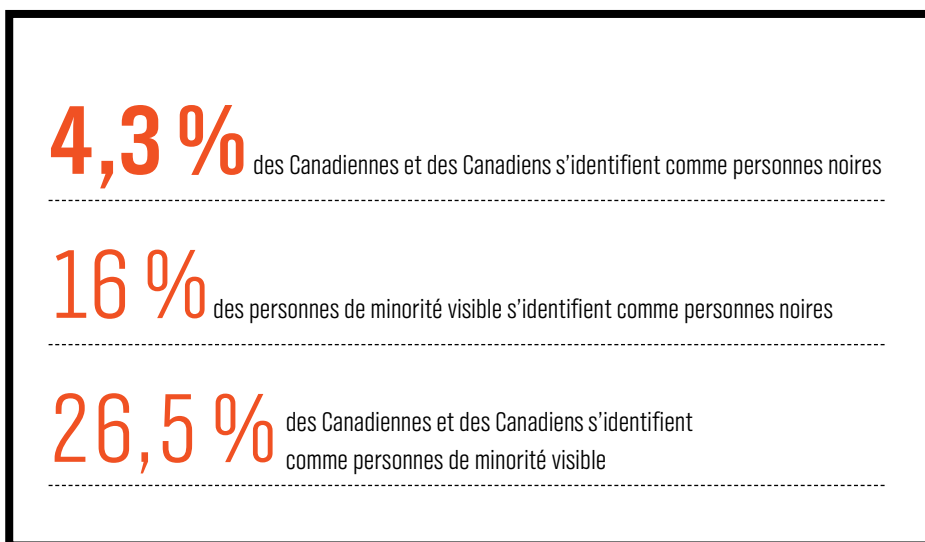 4,3 % des Canadiennes et des Canadiens s’identifient comme personnes noires
16 % des personnes de minorité visible s’identifient comme personnes noires
26,5 % des Canadiennes et des Canadiens s’identifient
comme personnes de minorité visible